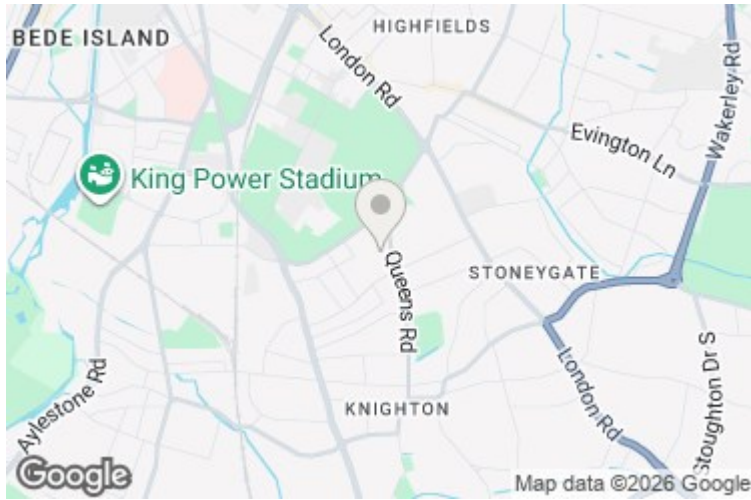 BEDE ISLAND
HIGHFIELDS
London Rd
Wakerley Rd
Evington Ln
King Power Stadium
Queens Rd
STONEYGATE
Aylestone Rd
KNIGHTON
London Rd
Stoughton Dr S
Google
Map data ©2026 Google